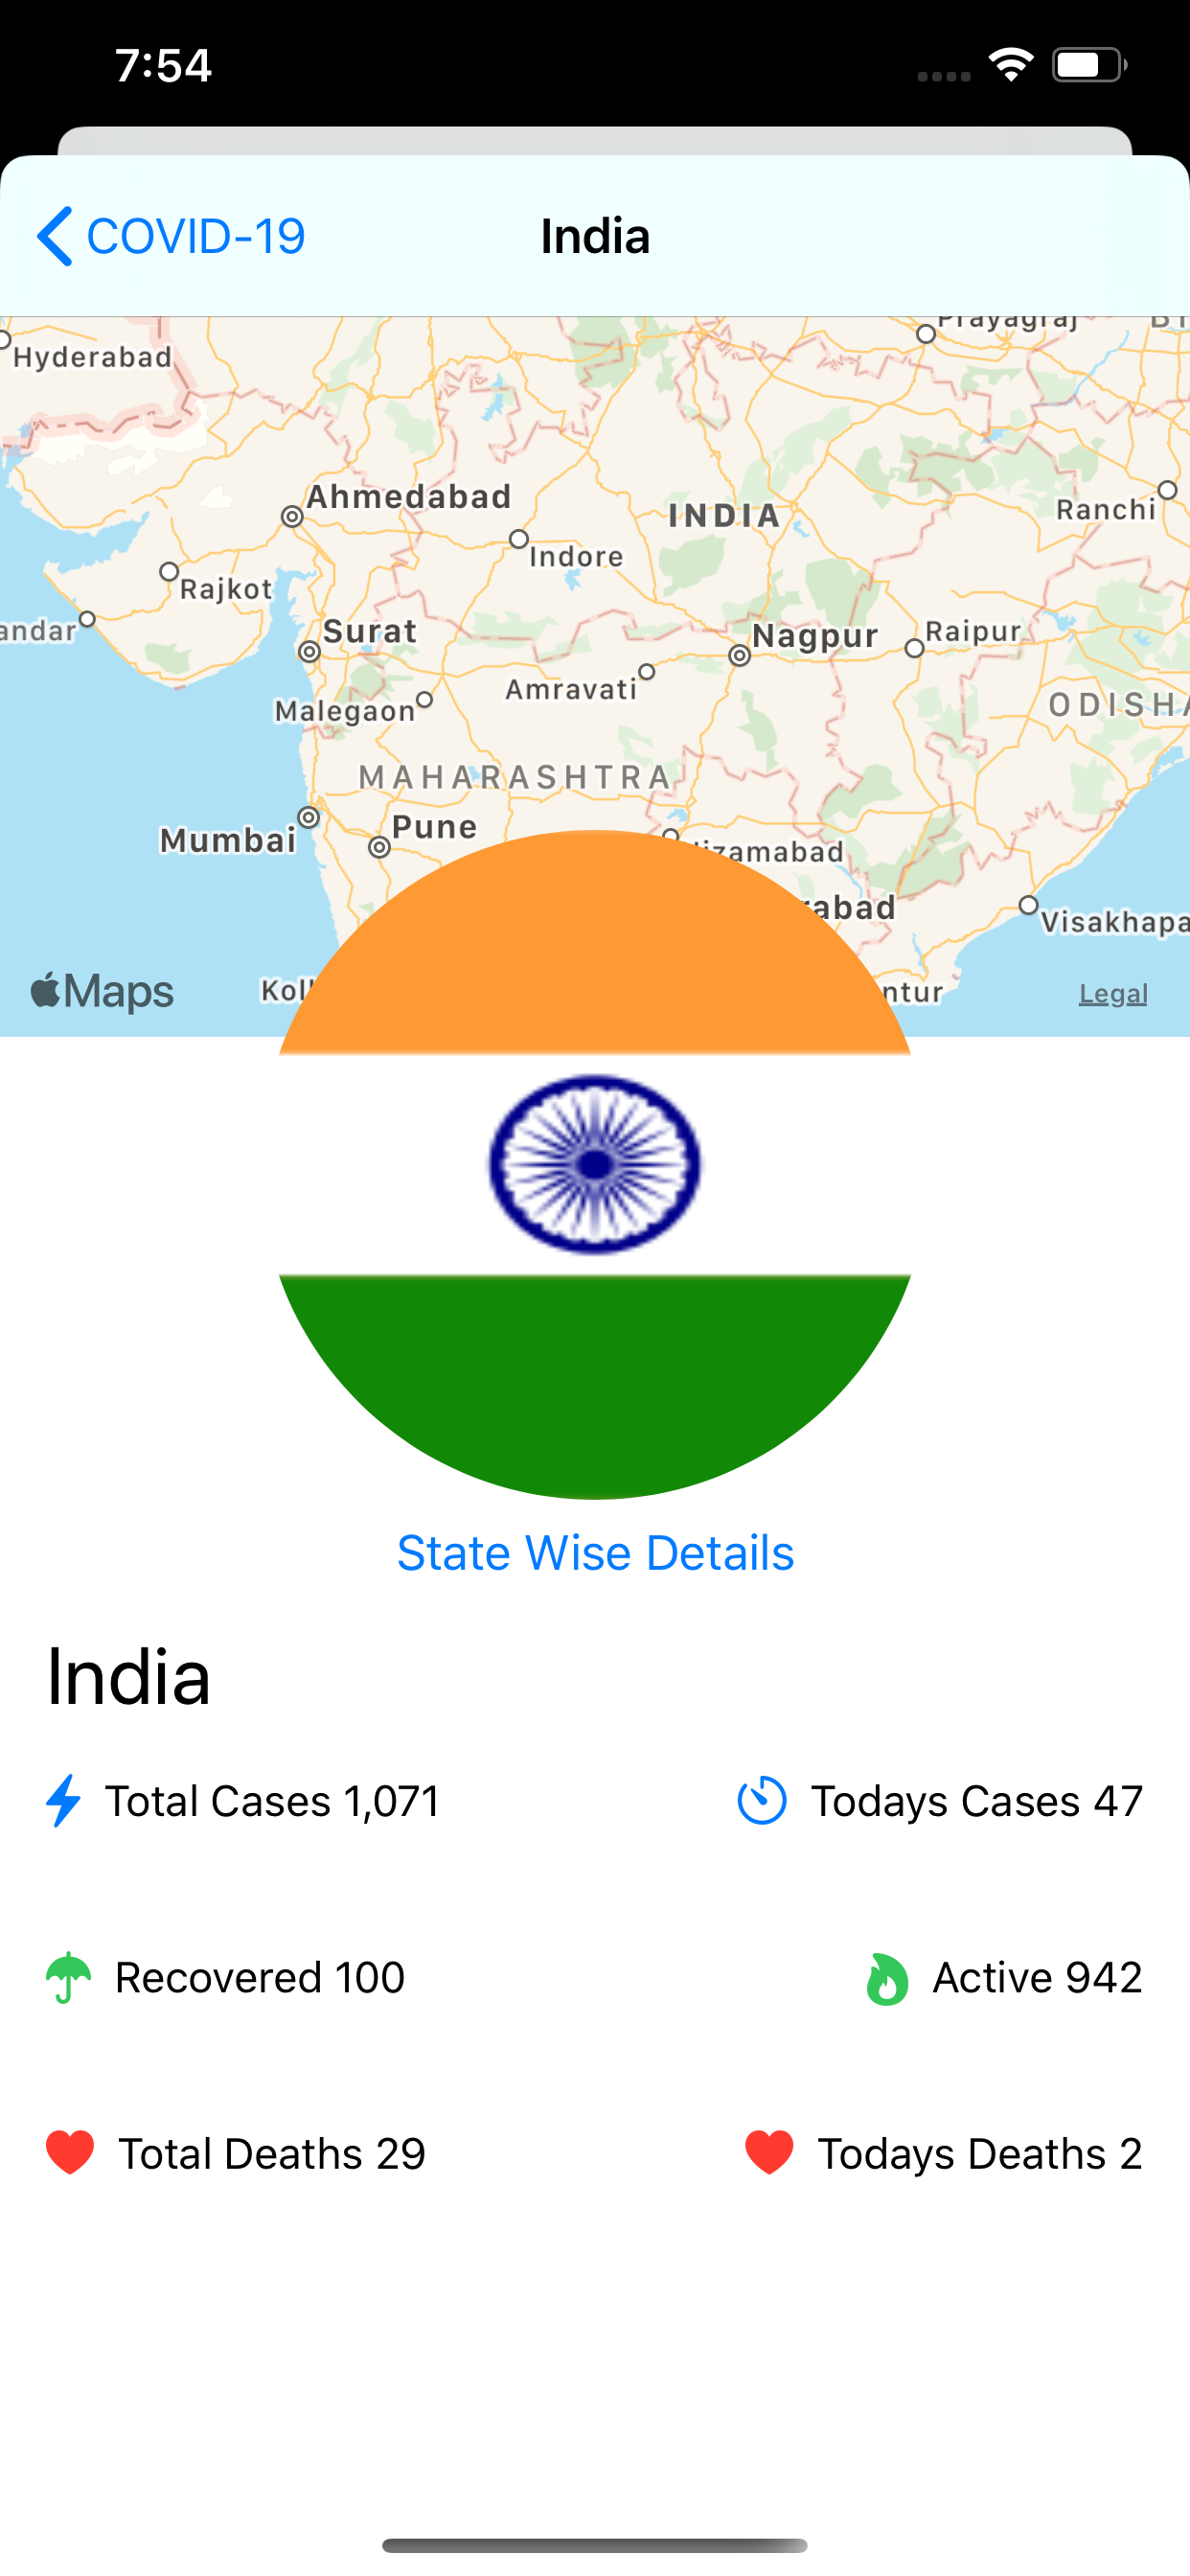 7:54
COVID-19
India
Prayagraj
Hyderabad
Ahmedabad
INDIA
Ranchi
Indore
Rajkot
andar
Surat
Nagpur
Raipur
Amravati
Malegaon
ODISHA
MAHARASHTRA
Mumbai
Pune
izamabad
rabad
Visakhapa
Maps
Kol
ntur
Legal
State Wise Details
India
Total Cases 1,071
Todays Cases 47
Recovered 100
Active 942
Total Deaths 29
Todays Deaths 2